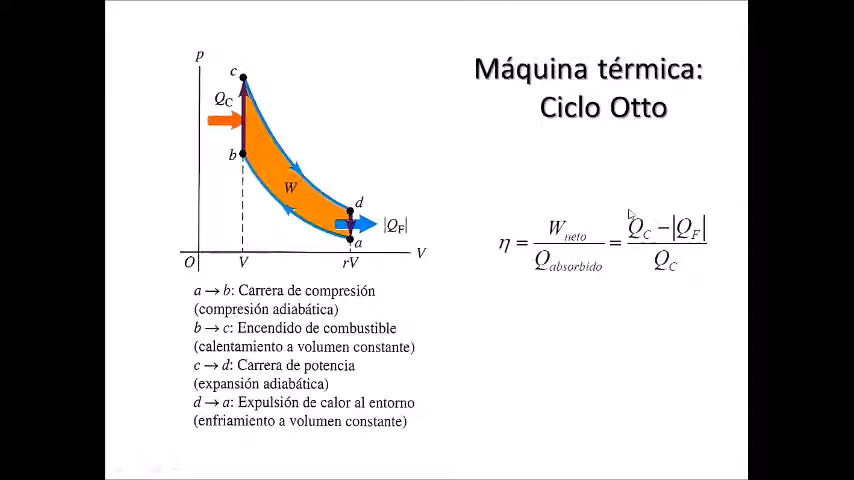 Máquina térmica:
Ciclo Otto
p
c
Q_C
b
W
d
|Q_F|
a
O
V
rV
V
η = W_neto / Q_absorbido = Q_C − |Q_F| / Q_C
a → b: Carrera de compresión
(compresión adiabática)
b → c: Encendido de combustible
(calentamiento a volumen constante)
c → d: Carrera de potencia
(expansión adiabática)
d → a: Expulsión de calor al entorno
(enfriamiento a volumen constante)